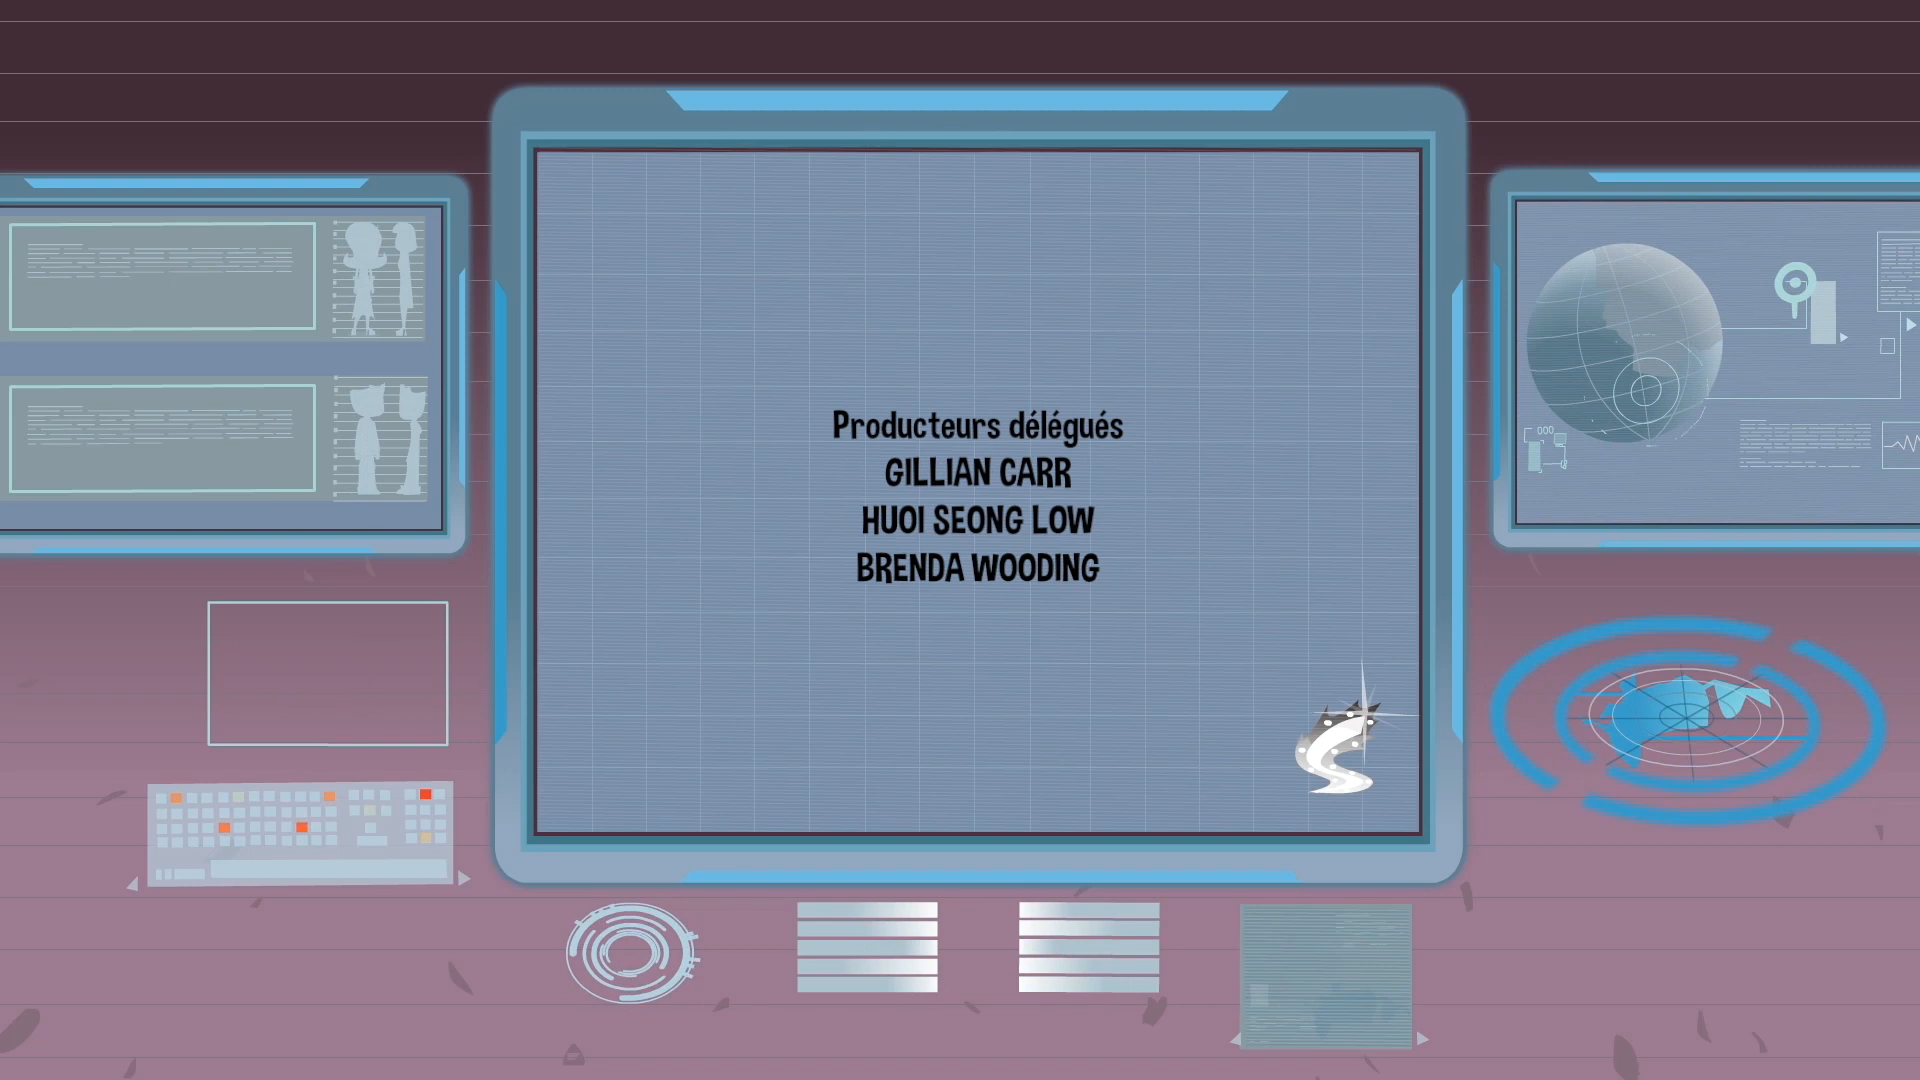 Producteurs délégués
GILLIAN CARR
HUOI SEONG LOW
BRENDA WOODING